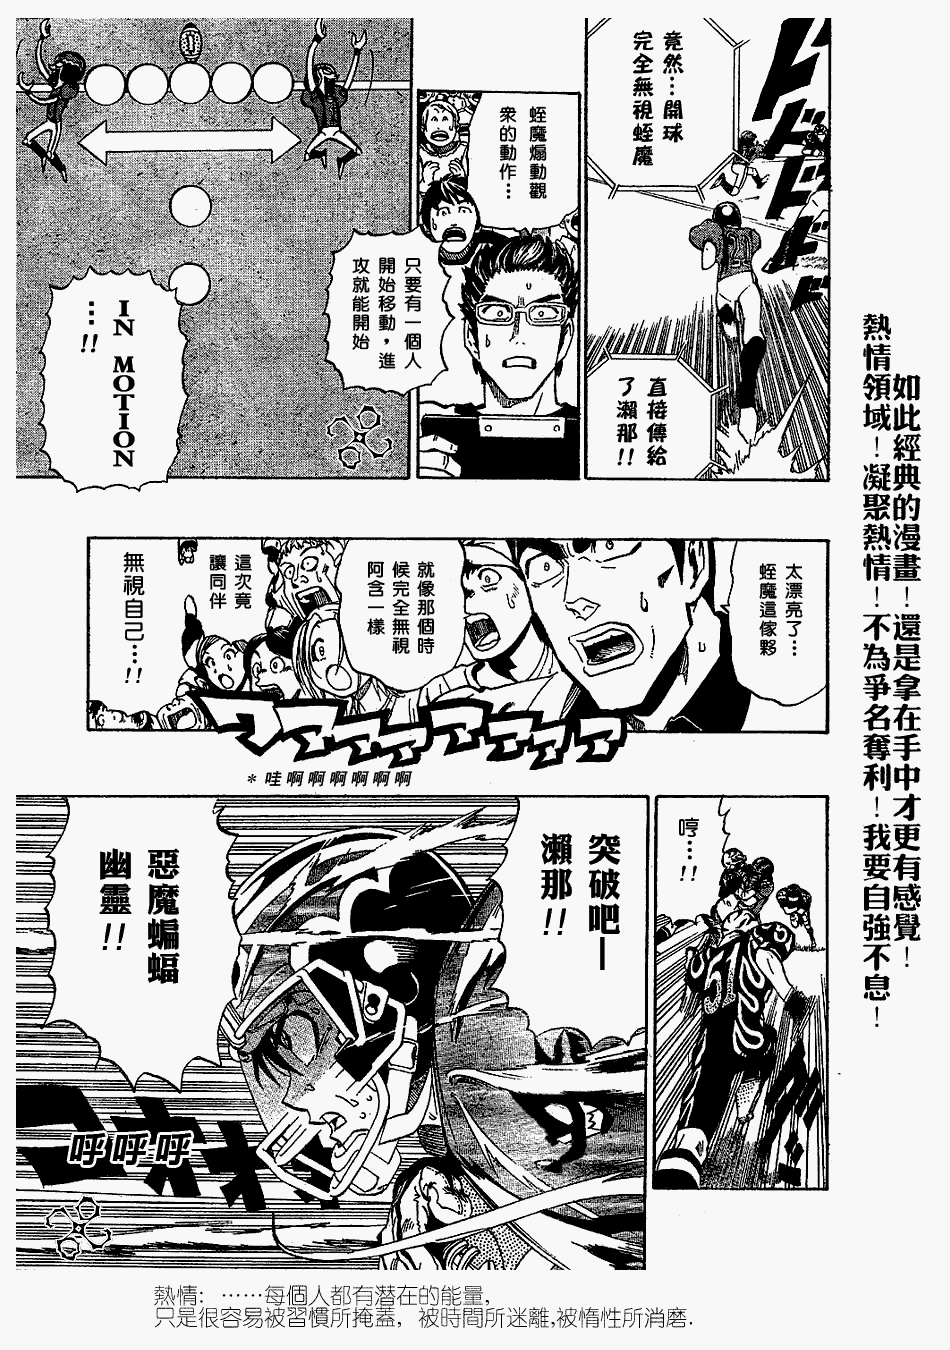 竟然…開球
完全無視蛭魔
直接傳給
了瀨那!!
蛭魔煽動觀
衆的動作…
只要有一個人
開始移動，進
攻就能開始
IN MOTION
…!!
太漂亮了…
蛭魔這傢夥
就像那個時
候完全無視
阿含一樣
這次竟
讓同伴
無視自己…!!
*哇啊啊啊啊啊啊
哼…!!
突破吧—
瀨那!!
惡魔蝙蝠
幽靈!!
呼呼呼
如此經典的漫畫！還是拿在手中才更有感覺！
熱情領域！凝聚熱情！不為爭名奪利！我要自強不息！
熱情：……每個人都有潜在的能量，
只是很容易被習慣所掩蓋，被時間所迷離,被惰性所消磨.